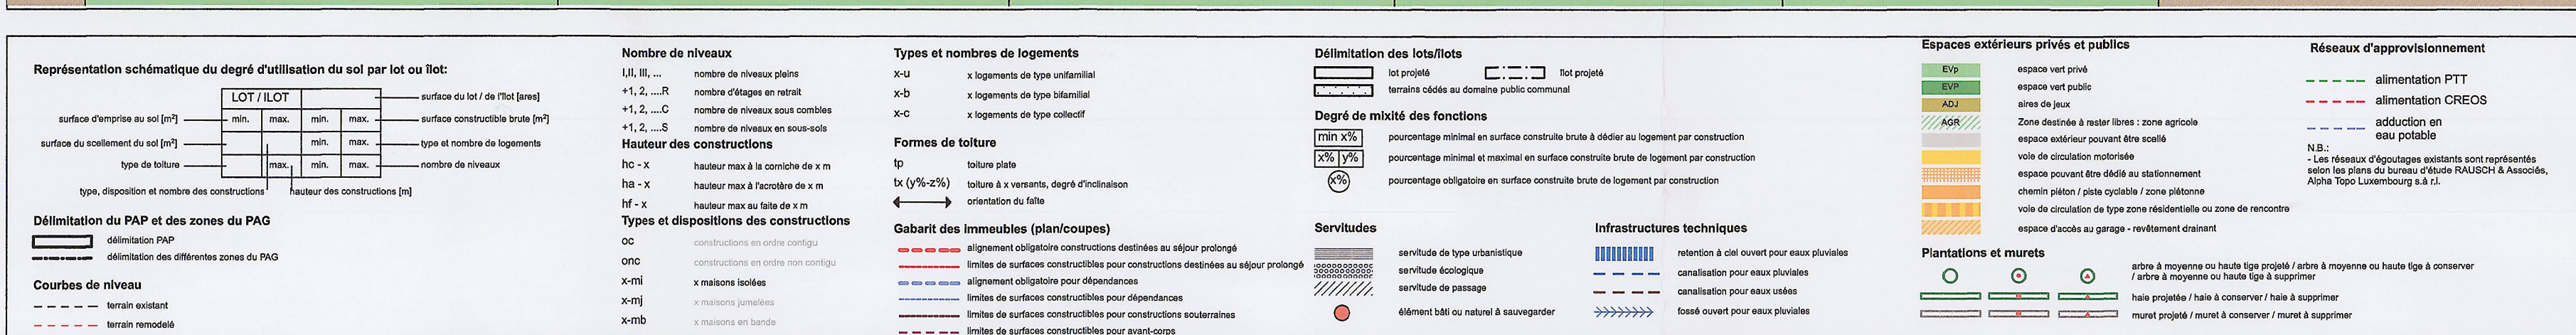 Représentation schématique du degré d'utilisation du sol par lot ou îlot:
LOT / ILOT
surface du lot / de l'îlot [ares]
surface d'emprise au sol [m²]
min.
max.
min.
max.
surface constructible brute [m²]
surface du scellement du sol [m²]
min.
max.
type et nombre de logements
type de toiture
max.
min.
max.
nombre de niveaux
type, disposition et nombre des constructions
hauteur des constructions [m]
Délimitation du PAP et des zones du PAG
délimitation PAP
délimitation des différentes zones du PAG
Courbes de niveau
terrain existant
terrain remodelé
Nombre de niveaux
I,II, III, ... nombre de niveaux pleins
+1, 2, ....R nombre d'étages en retrait
+1, 2, ....C nombre de niveaux sous combles
+1, 2, ....S nombre de niveaux en sous-sols
Hauteur des constructions
hc - x hauteur max à la corniche de x m
ha - x hauteur max à l'acrotère de x m
hf - x hauteur max au faîte de x m
Types et dispositions des constructions
oc constructions en ordre contigu
onc constructions en ordre non contigu
x-mi x maisons isolées
x-mj x maisons jumelées
x-mb x maisons en bande
Types et nombres de logements
x-u x logements de type unifamilial
x-b x logements de type bifamilial
x-c x logements de type collectif
Formes de toiture
tp toiture plate
tx (y%-z%) toiture à x versants, degré d'inclinaison
orientation du faîte
Gabarit des immeubles (plan/coupes)
alignement obligatoire constructions destinées au séjour prolongé
limites de surfaces constructibles pour constructions destinées au séjour prolongé
alignement obligatoire pour dépendances
limites de surfaces constructibles pour dépendances
limites de surfaces constructibles pour constructions souterraines
limites de surfaces constructibles pour avant-corps
Délimitation des lots/îlots
lot projeté
îlot projeté
terrains cédés au domaine public communal
Degré de mixité des fonctions
min x% pourcentage minimal en surface construite brute à dédier au logement par construction
x% y% pourcentage minimal et maximal en surface construite brute de logement par construction
x% pourcentage obligatoire en surface construite brute de logement par construction
Servitudes
servitude de type urbanistique
servitude écologique
servitude de passage
élément bâti ou naturel à sauvegarder
Infrastructures techniques
retention à ciel ouvert pour eaux pluviales
canalisation pour eaux pluviales
canalisation pour eaux usées
fossé ouvert pour eaux pluviales
Espaces extérieurs privés et publics
EVp espace vert privé
EVP espace vert public
ADJ aires de jeux
AGR Zone destinée à rester libres : zone agricole
espace extérieur pouvant être scellé
voie de circulation motorisée
espace pouvant être dédié au stationnement
chemin piéton / piste cyclable / zone piétonne
voie de circulation de type zone résidentielle ou zone de rencontre
espace d'accès au garage - revêtement drainant
Plantations et murets
arbre à moyenne ou haute tige projeté / arbre à moyenne ou haute tige à conserver
/ arbre à moyenne ou haute tige à supprimer
haie projetée / haie à conserver / haie à supprimer
muret projeté / muret à conserver / muret à supprimer
Réseaux d'approvisionnement
alimentation PTT
alimentation CREOS
adduction en
eau potable
N.B.:
- Les réseaux d'égoutages existants sont représentés
selon les plans du bureau d'étude RAUSCH & Associés,
Alpha Topo Luxembourg s.à r.l.